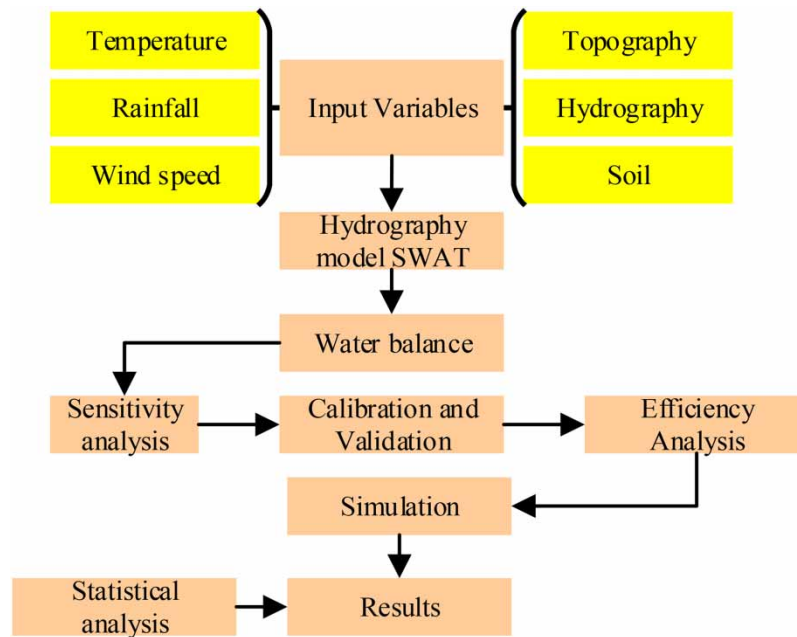 Temperature
Rainfall
Wind speed
Input Variables
Topography
Hydrography
Soil
Hydrography
model SWAT
Water balance
Sensitivity
analysis
Calibration and
Validation
Efficiency
Analysis
Simulation
Statistical
analysis
Results